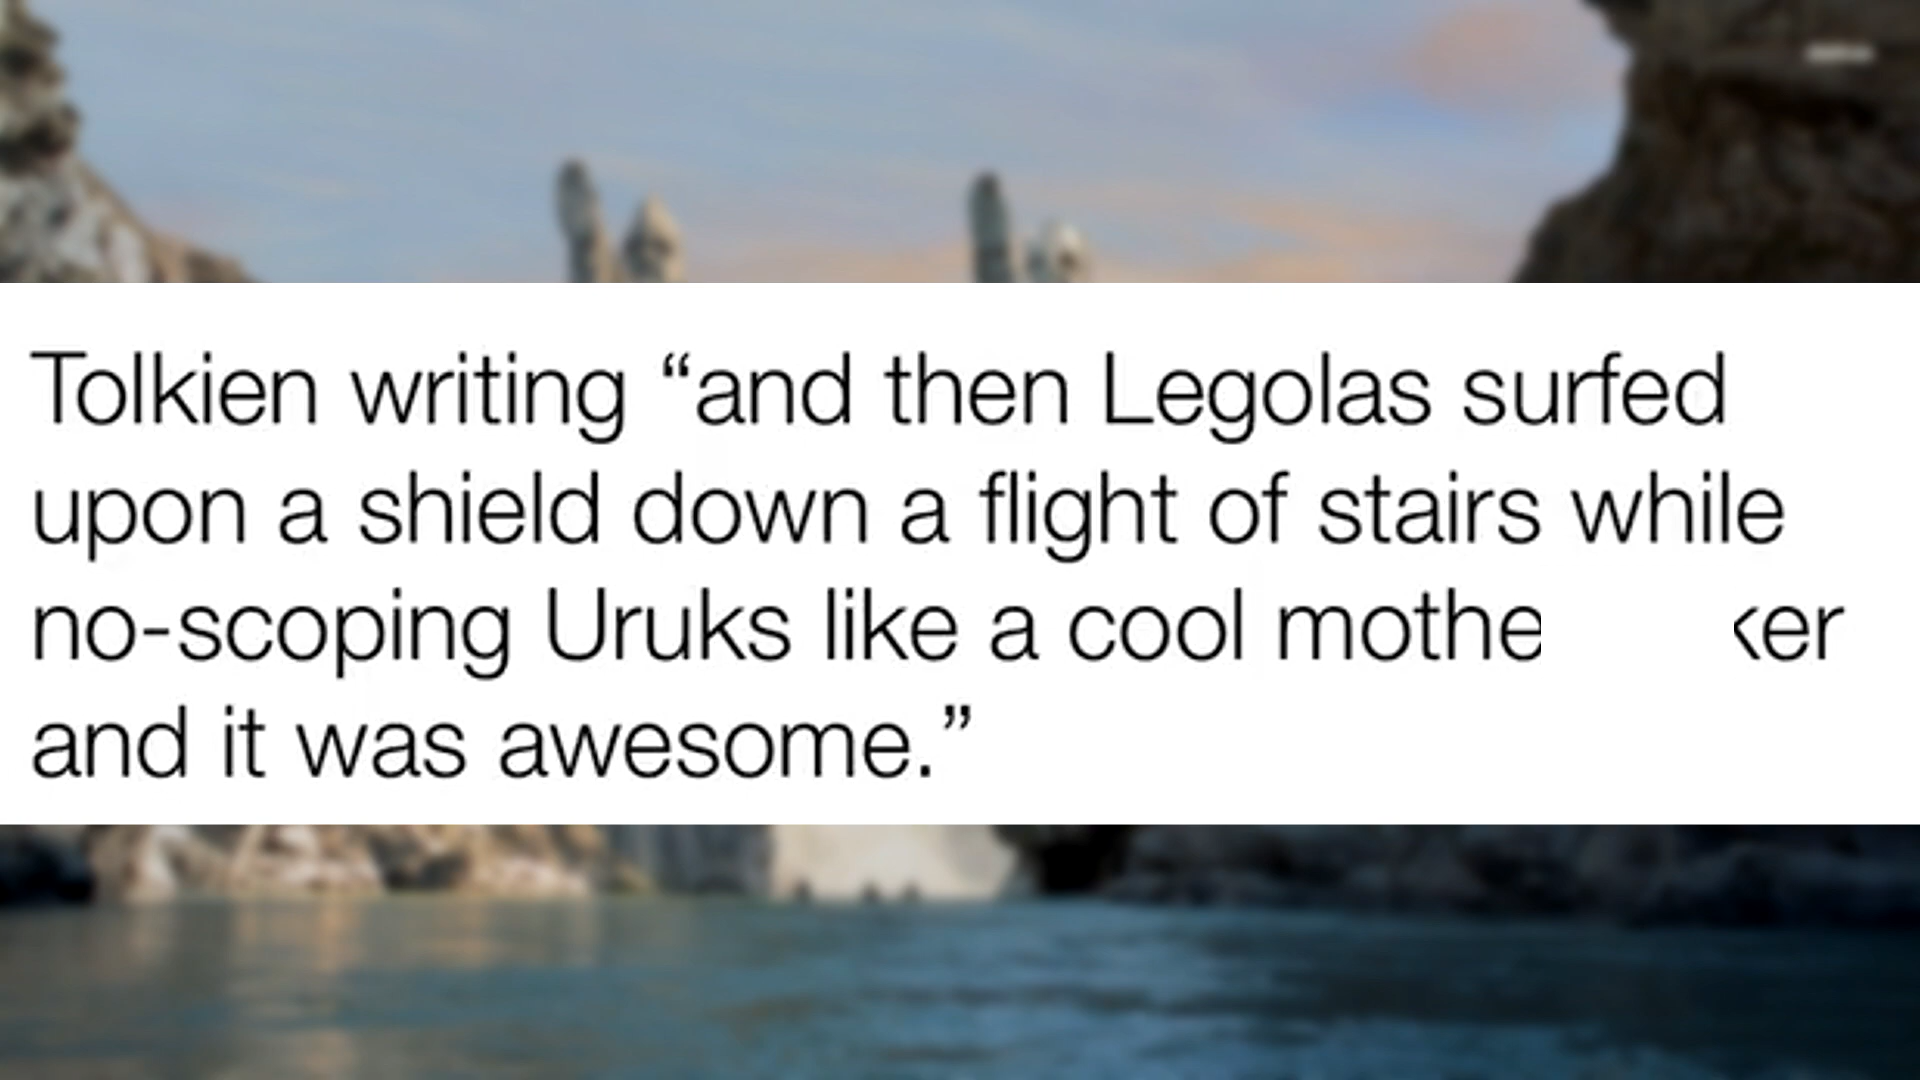 Tolkien writing “and then Legolas surfed
upon a shield down a flight of stairs while
no-scoping Uruks like a cool mothe ker
and it was awesome.”